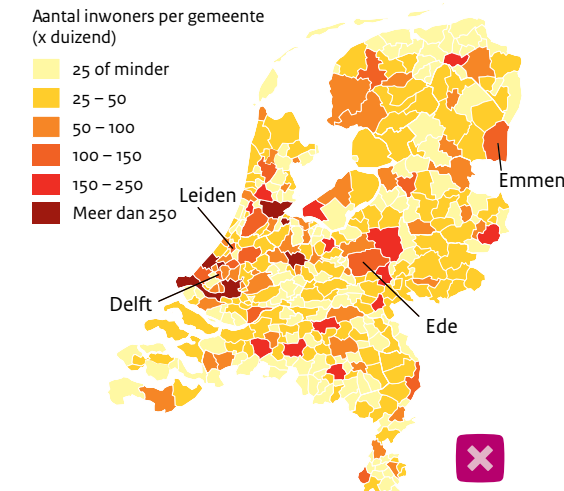 Aantal inwoners per gemeente
(x duizend)
25 of minder
25 – 50
50 – 100
100 – 150
150 – 250
Meer dan 250
Leiden
Emmen
Delft
Ede